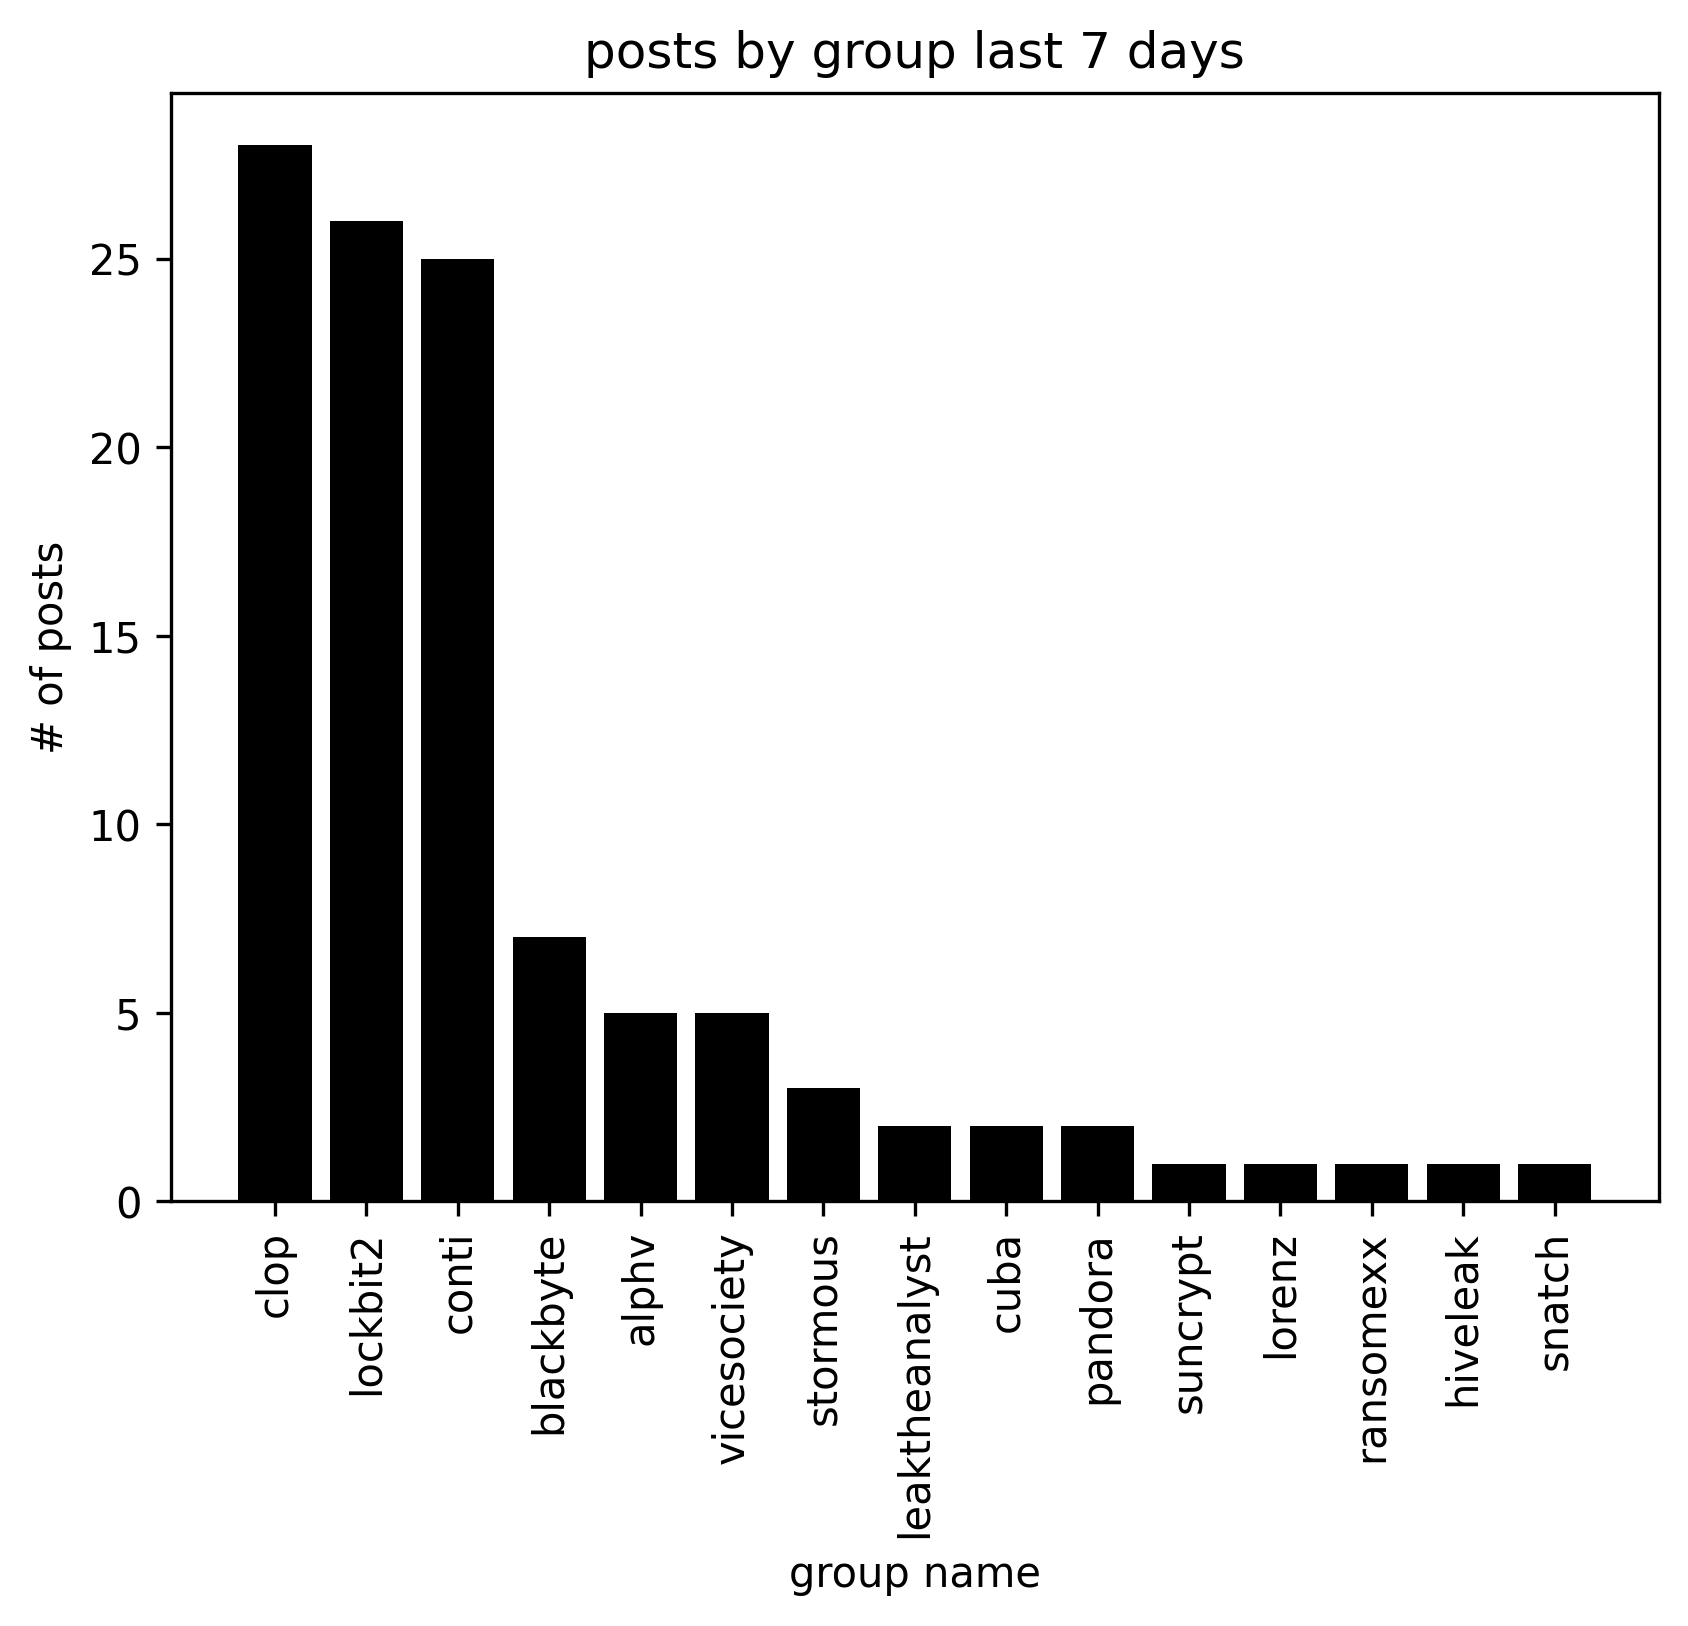 posts by group last 7 days
# of posts
25
20
15
10
5
0
clop
lockbit2
conti
blackbyte
alphv
vicesociety
stormous
leaktheanalyst
cuba
pandora
suncrypt
lorenz
ransomexx
hiveleak
snatch
group name